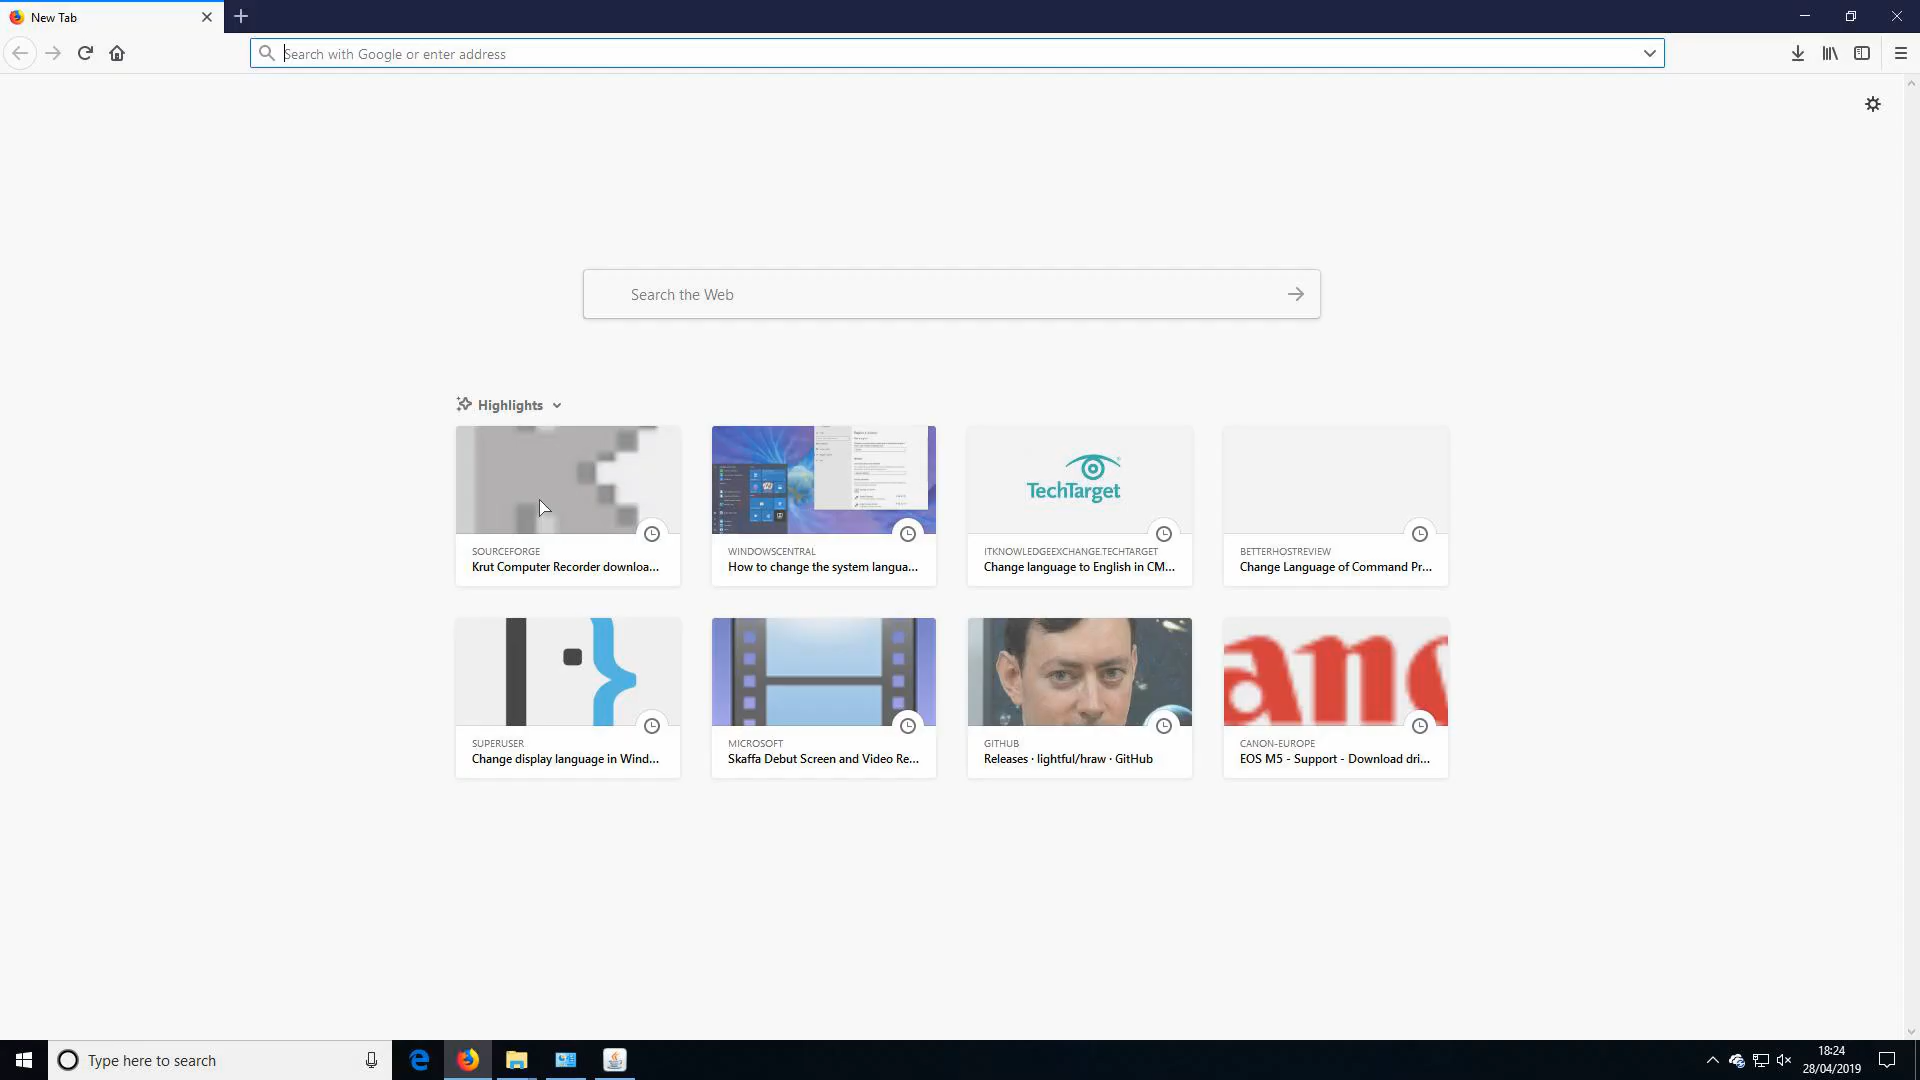 New Tab
Search with Google or enter address
Search the Web
Highlights
TechTarget
SOURCEFORGE
Krut Computer Recorder downloa...
WINDOWSCENTRAL
How to change the system langua...
ITKNOWLEDGEEXCHANGE.TECHTARGET
Change language to English in CM...
BETTERHOSTREVIEW
Change Language of Command Pr...
SUPERUSER
Change display language in Wind...
MICROSOFT
Skaffa Debut Screen and Video Re...
GITHUB
Releases · lightful/hraw · GitHub
CANON-EUROPE
EOS M5 - Support - Download dri...
Type here to search
18:24
28/04/2019